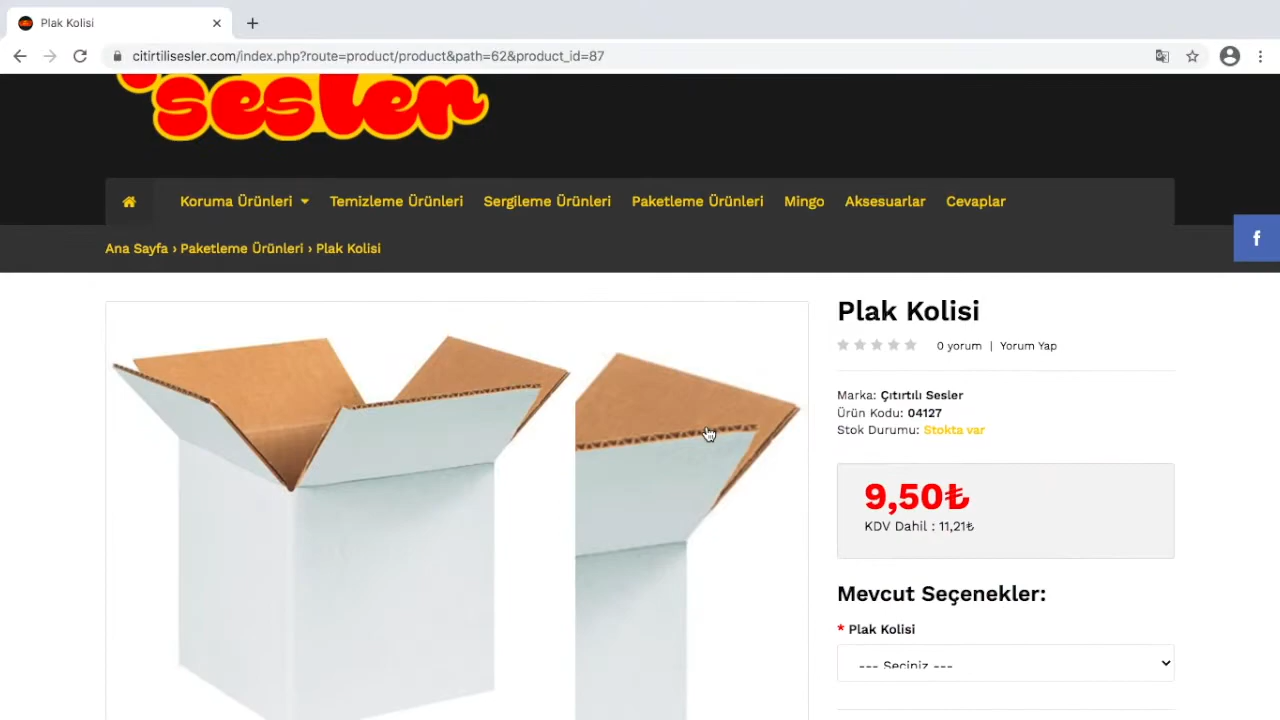 Plak Kolisi
citirtilisesler.com/index.php?route=product/product&path=62&product_id=87
sesler
Koruma Ürünleri Temizleme Ürünleri Sergileme Ürünleri Paketleme Ürünleri Mingo Aksesuarlar Cevaplar
Ana Sayfa › Paketleme Ürünleri › Plak Kolisi
f
Plak Kolisi
0 yorum | Yorum Yap
Marka: Çıtırtılı Sesler
Ürün Kodu: 04127
Stok Durumu: Stokta var
9,50₺
KDV Dahil : 11,21₺
Mevcut Seçenekler:
* Plak Kolisi
--- Seçiniz ---